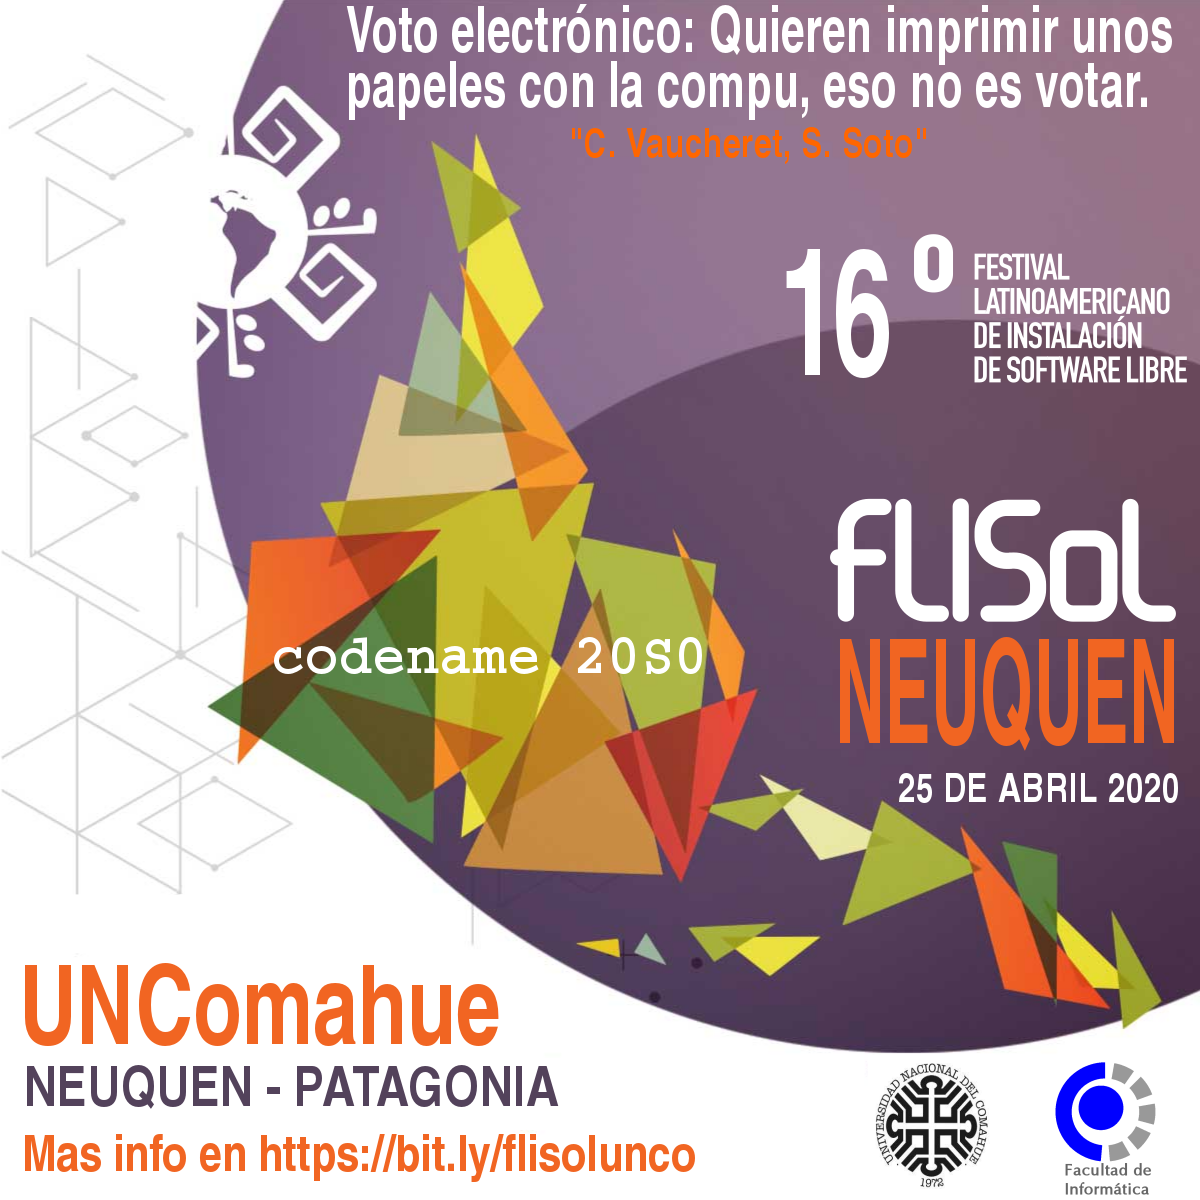 Voto electrónico: Quieren imprimir unos
papeles con la compu, eso no es votar.
"C. Vaucheret, S. Soto"
16º
FESTIVAL
LATINOAMERICANO
DE INSTALACIÓN
DE SOFTWARE LIBRE
fLISoL
NEUQUEN
codename 20S0
25 DE ABRIL 2020
UNComahue
NEUQUEN - PATAGONIA
Mas info en https://bit.ly/flisolunco
UNIVERSIDAD NACIONAL DEL COMAHUE
1972
Facultad de
Informática